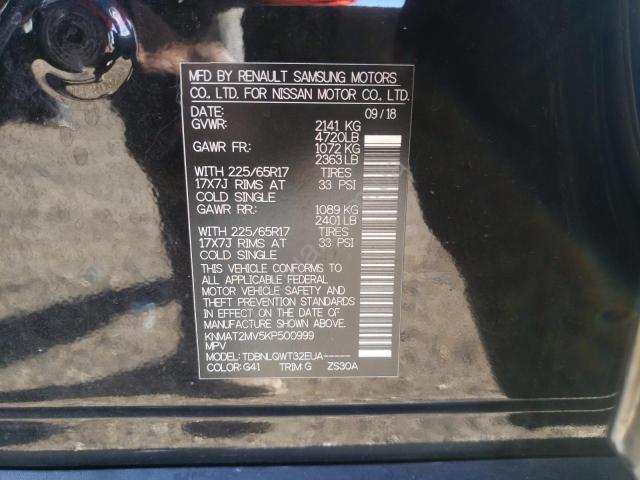 MFD BY RENAULT SAMSUNG MOTORS
CO., LTD. FOR NISSAN MOTOR CO., LTD.
DATE: 09/18
GVWR: 2141 KG
4720LB
GAWR FR: 1072 KG
2363 LB
WITH 225/65R17 TIRES
17X7J RIMS AT 33 PSI
COLD SINGLE
GAWR RR: 1089 KG
2401 LB
WITH 225/65R17 TIRES
17X7J RIMS AT 33 PSI
COLD SINGLE
THIS VEHICLE CONFORMS TO
ALL APPLICABLE FEDERAL
MOTOR VEHICLE SAFETY AND
THEFT PREVENTION STANDARDS
IN EFFECT ON THE DATE OF
MANUFACTURE SHOWN ABOVE.
KNMAT2MV5KP500999
MPV
MODEL: TDBNLQWT32EUA------
COLOR: G41 TRIM: G ZS30A